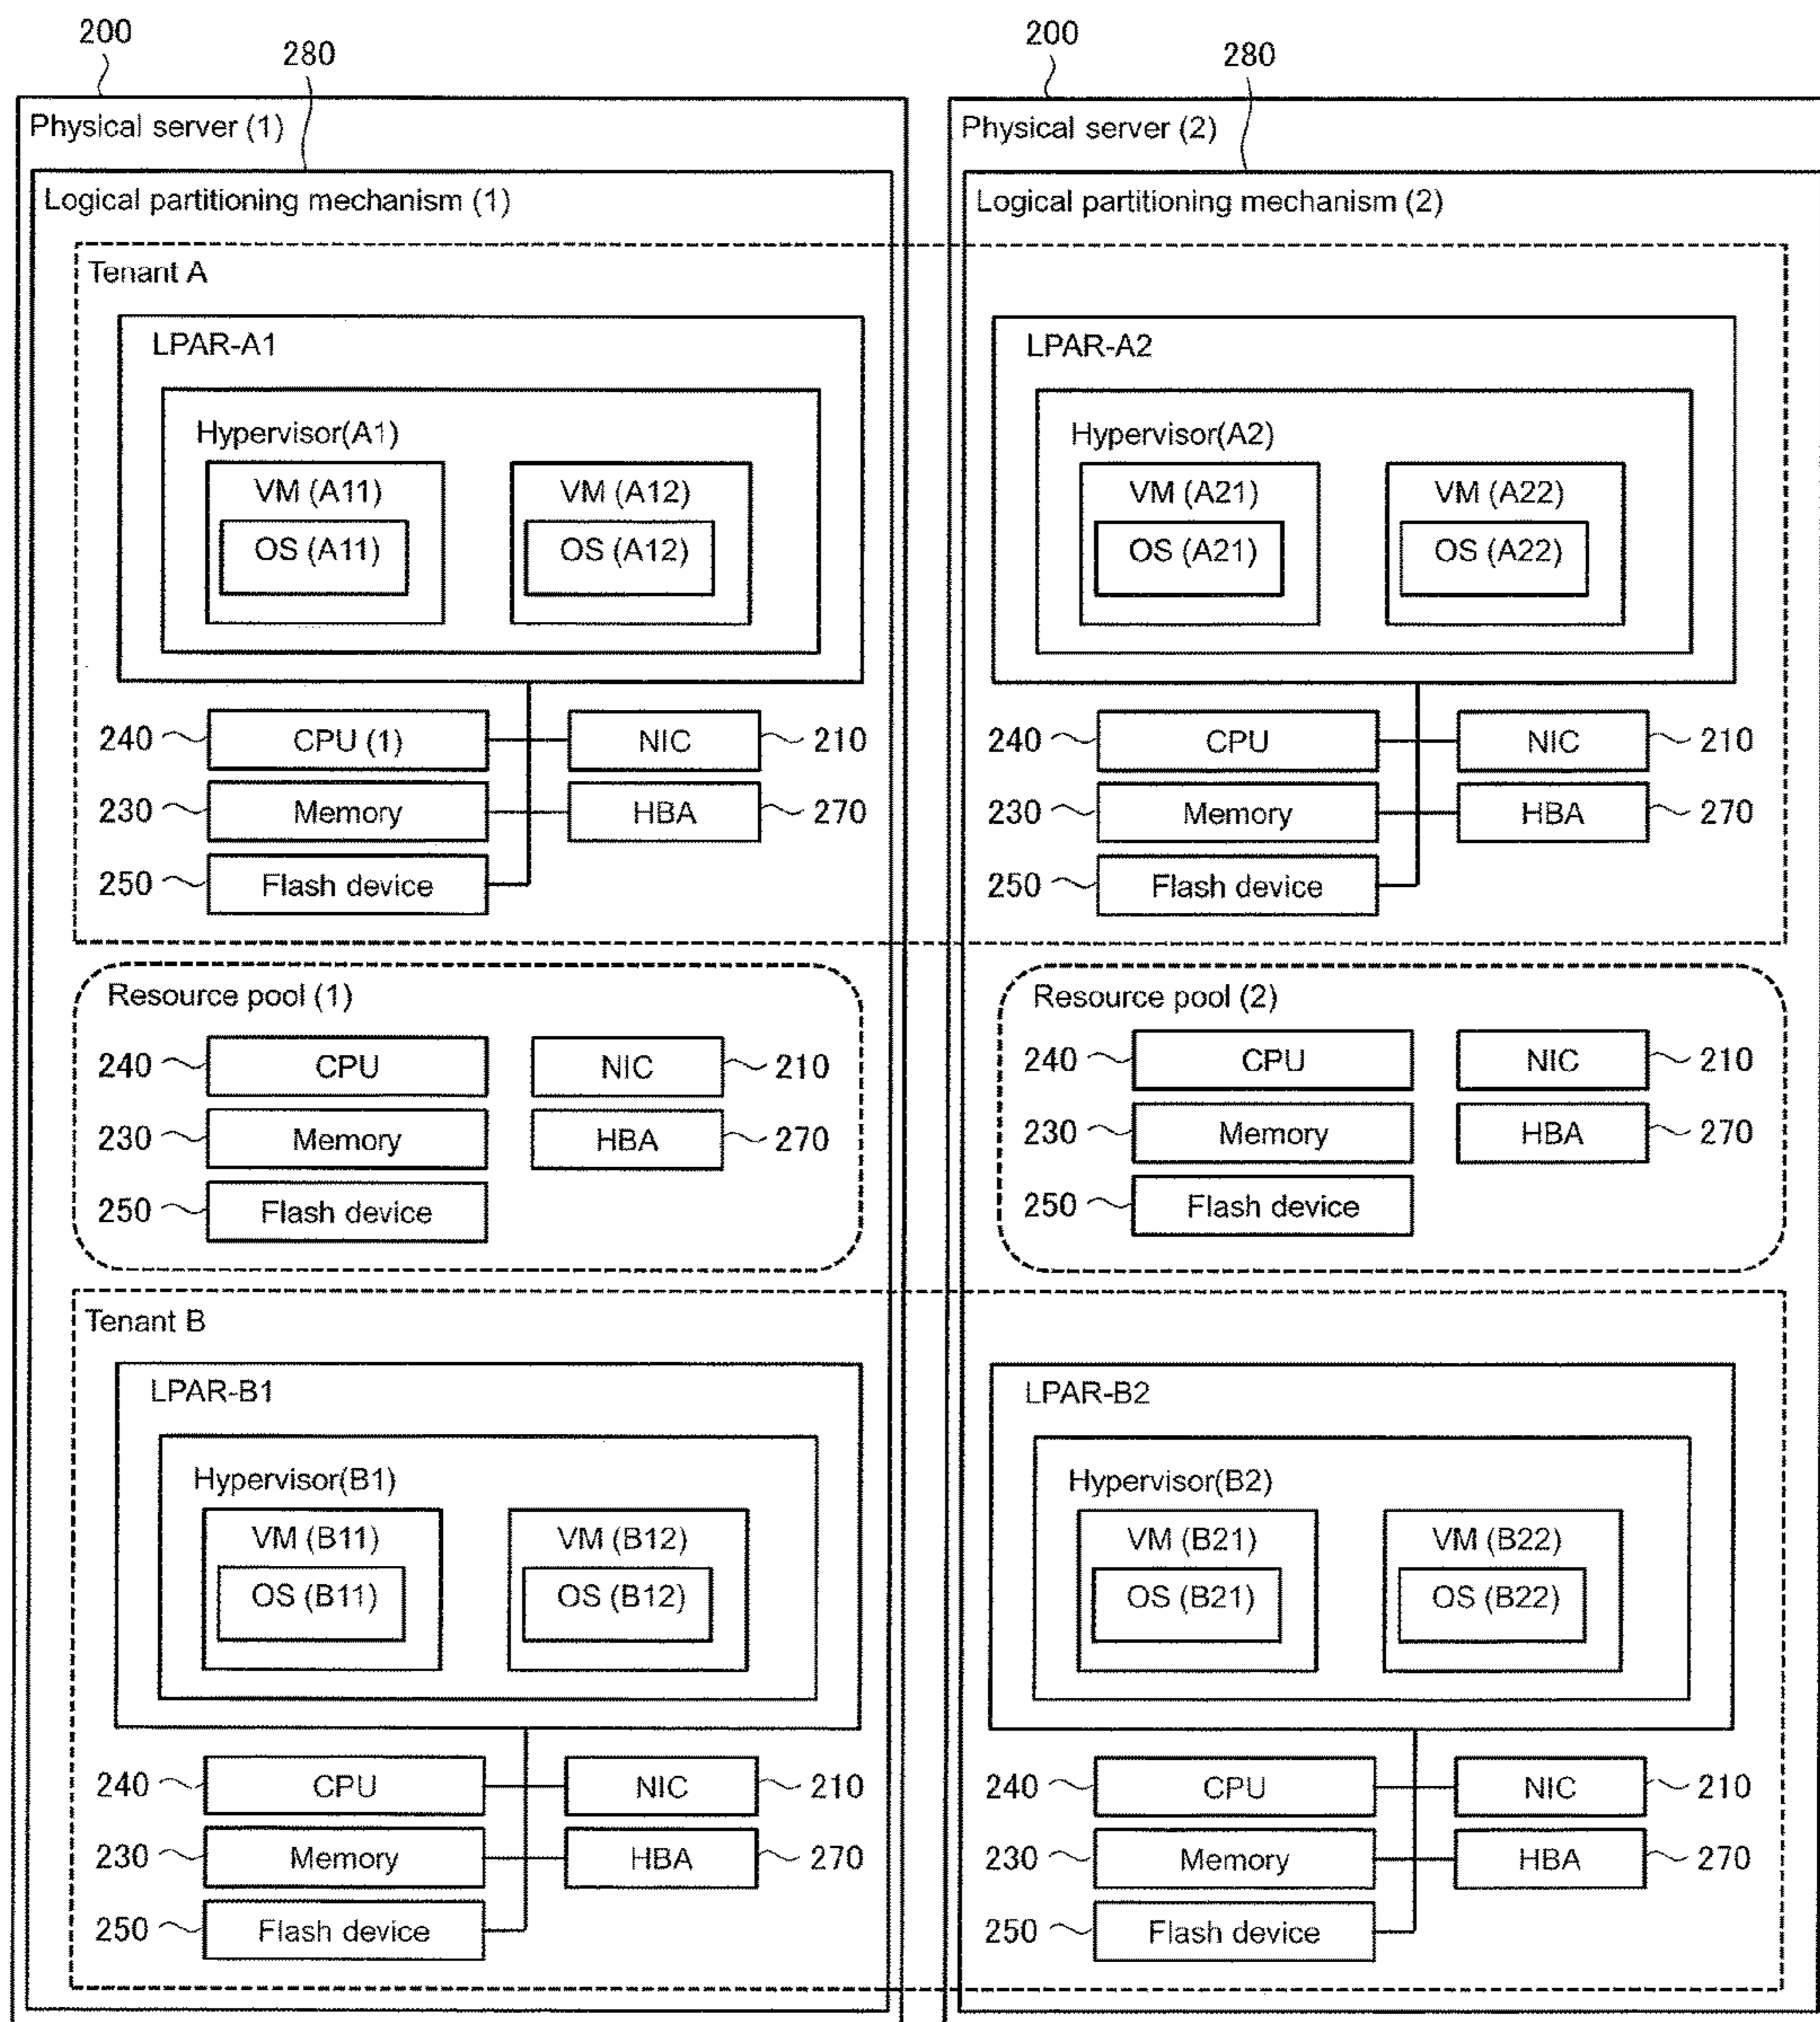 200
280
200
280
Physical server (1)
Physical server (2)
Logical partitioning mechanism (1)
Logical partitioning mechanism (2)
Tenant A
LPAR-A1
LPAR-A2
Hypervisor(A1)
Hypervisor(A2)
VM (A11)
VM (A12)
VM (A21)
VM (A22)
OS (A11)
OS (A12)
OS (A21)
OS (A22)
240
CPU (1)
NIC
210
240
CPU
NIC
210
230
Memory
HBA
270
230
Memory
HBA
270
250
Flash device
250
Flash device
Resource pool (1)
Resource pool (2)
240
CPU
NIC
210
240
CPU
NIC
210
230
Memory
HBA
270
230
Memory
HBA
270
250
Flash device
250
Flash device
Tenant B
LPAR-B1
LPAR-B2
Hypervisor(B1)
Hypervisor(B2)
VM (B11)
VM (B12)
VM (B21)
VM (B22)
OS (B11)
OS (B12)
OS (B21)
OS (B22)
240
CPU
NIC
210
240
CPU
NIC
210
230
Memory
HBA
270
230
Memory
HBA
270
250
Flash device
250
Flash device